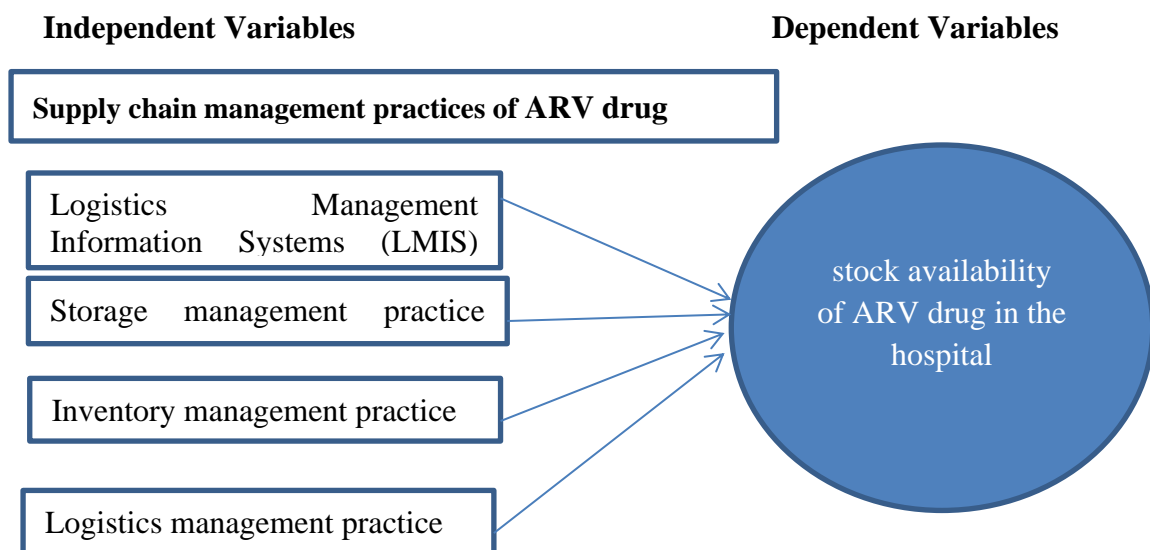 Independent Variables
Dependent Variables
Supply chain management practices of ARV drug
Logistics Management
Information Systems (LMIS)
Storage management practice
Inventory management practice
Logistics management practice
stock availability
of ARV drug in the
hospital